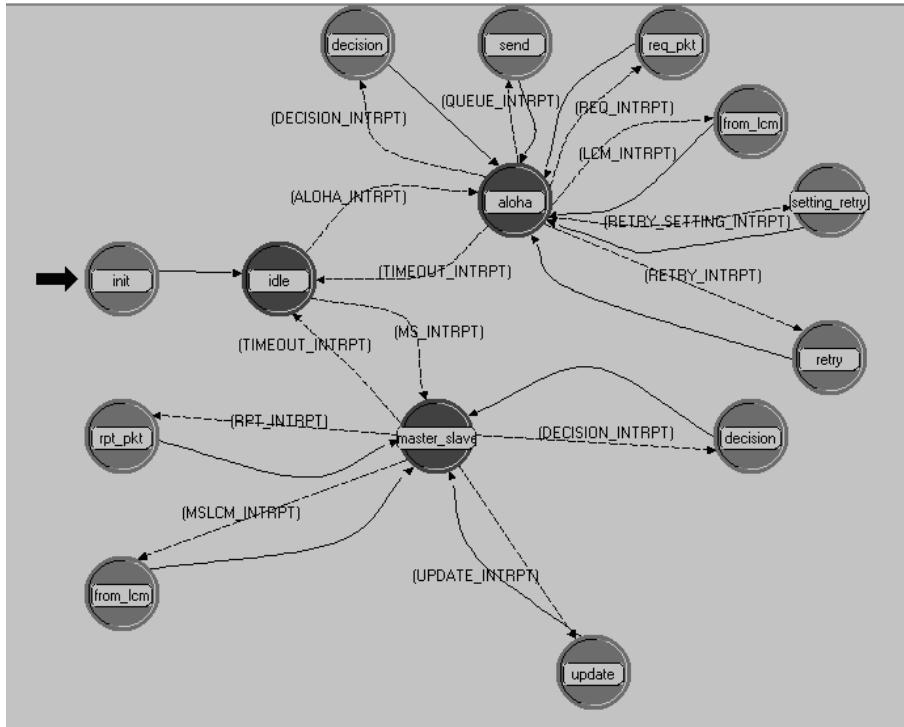 decision
send
req_pkt
(QUEUE_INTRPT)
(DECISION_INTRPT)
(REQ_INTRPT)
from_lcm
(LCM_INTRPT)
(ALOHA_INTRPT)
aloha
setting_retry
(RETRY_SETTING_INTRPT)
init
idle
(TIMEOUT_INTRPT)
(RETRY_INTRPT)
(MS_INTRPT)
(TIMEOUT_INTRPT)
retry
(RPT_INTRPT)
rpt_pkt
master_slave
(DECISION_INTRPT)
decision
(MSLCM_INTRPT)
(UPDATE_INTRPT)
from_lcm
update